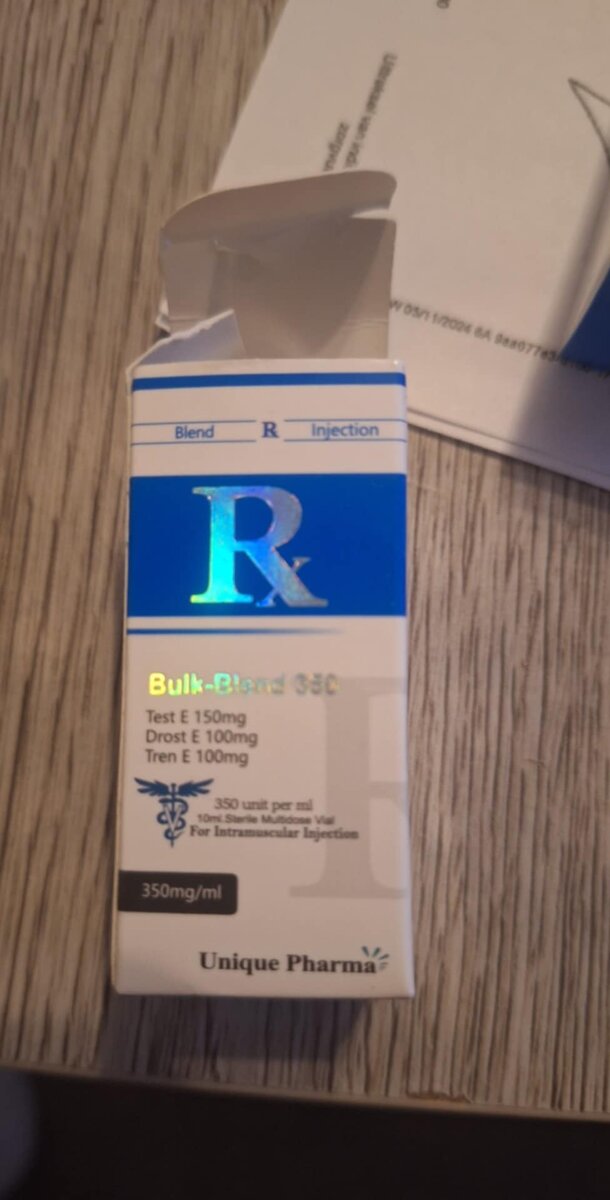 Blend R Injection
Rx
Bulk-Blend 350
Test E 150mg
Drost E 100mg
Tren E 100mg
350 unit per ml
10ml.Sterile Multidose Vial
For Intramuscular Injection
350mg/ml
Unique Pharma